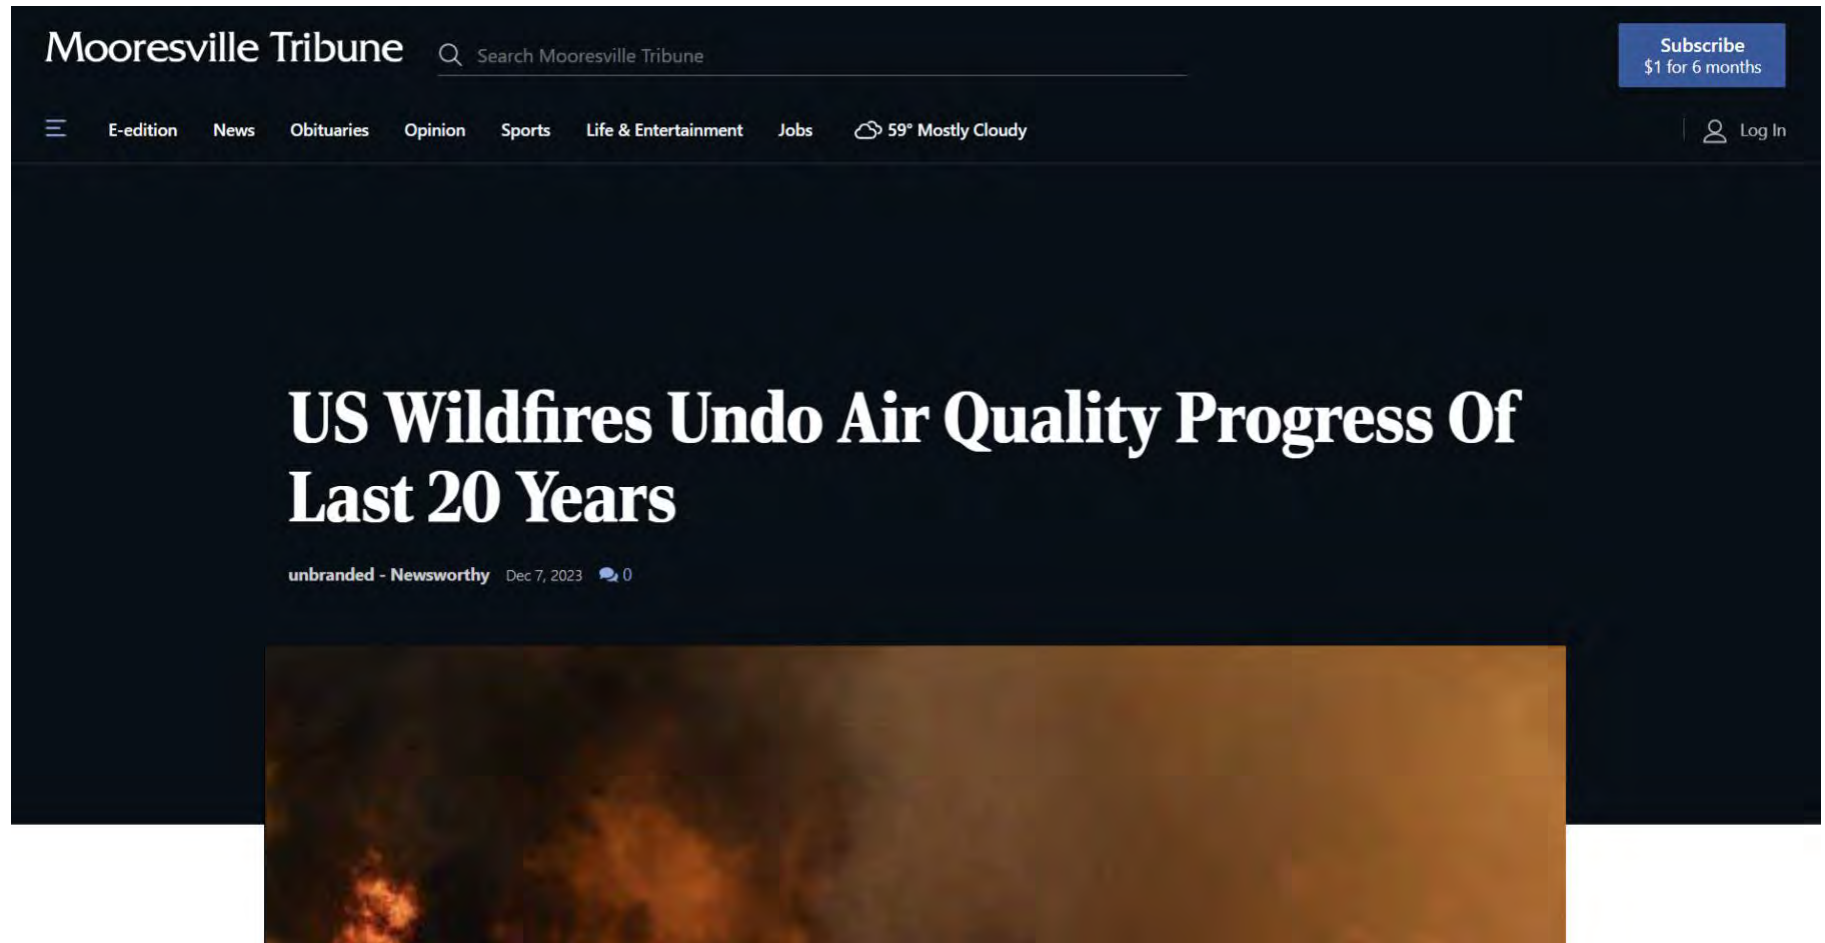 Mooresville Tribune
Search Mooresville Tribune
Subscribe
$1 for 6 months
E-edition News Obituaries Opinion Sports Life & Entertainment Jobs 59° Mostly Cloudy Log In
US Wildfires Undo Air Quality Progress Of
Last 20 Years
unbranded - Newsworthy Dec 7, 2023 0